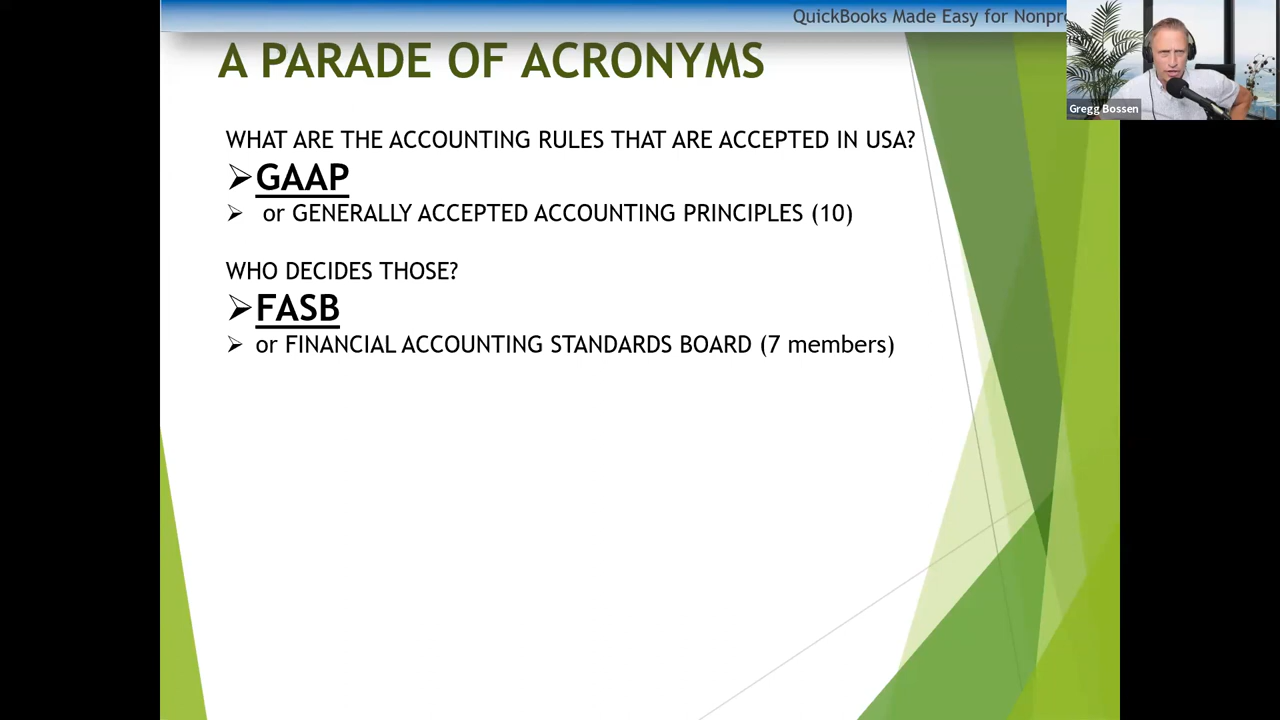 QuickBooks Made Easy for Nonpro
A PARADE OF ACRONYMS
Gregg Bossen
WHAT ARE THE ACCOUNTING RULES THAT ARE ACCEPTED IN USA?
➢GAAP
➢ or GENERALLY ACCEPTED ACCOUNTING PRINCIPLES (10)
WHO DECIDES THOSE?
➢FASB
➢ or FINANCIAL ACCOUNTING STANDARDS BOARD (7 members)